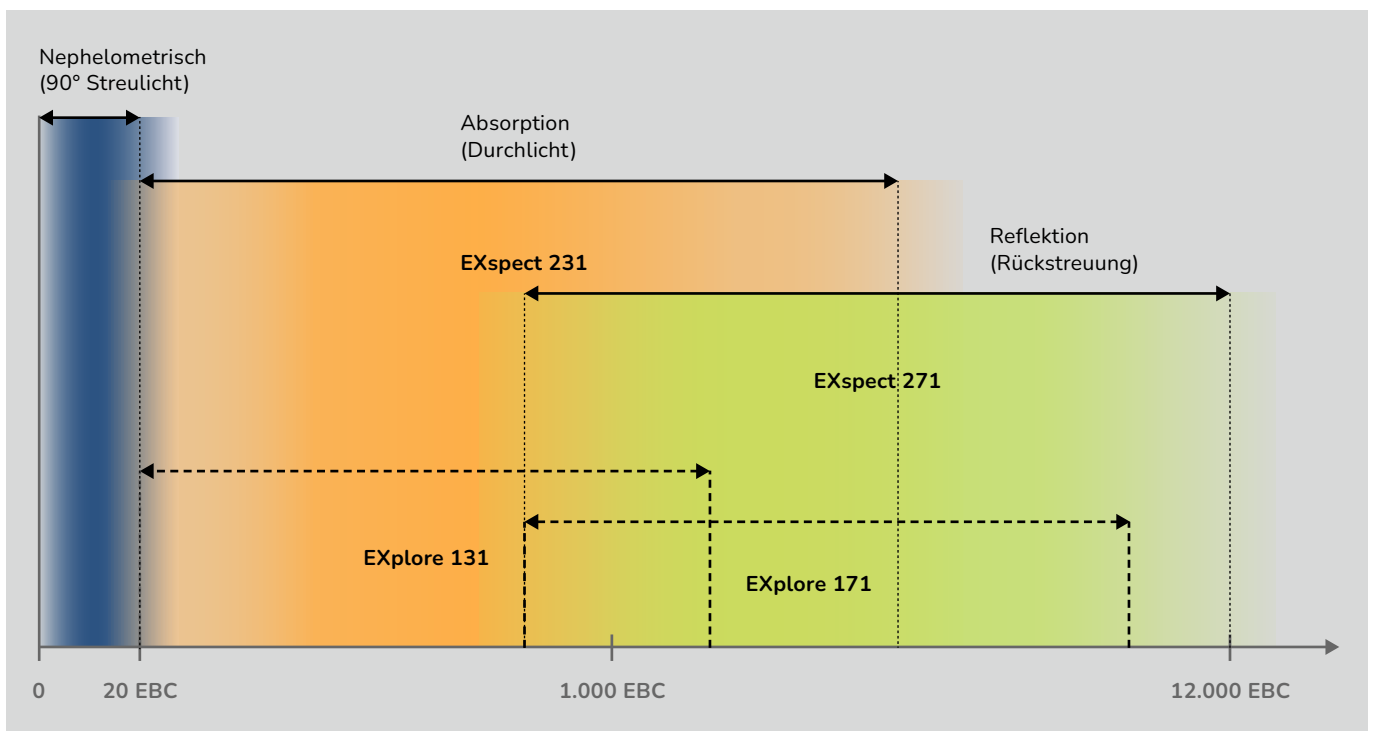 Nephelometrisch
(90° Streulicht)
Absorption
(Durchlicht)
Reflektion
(Rückstreuung)
EXspect 231
EXspect 271
EXplore 131
EXplore 171
0
20 EBC
1.000 EBC
12.000 EBC